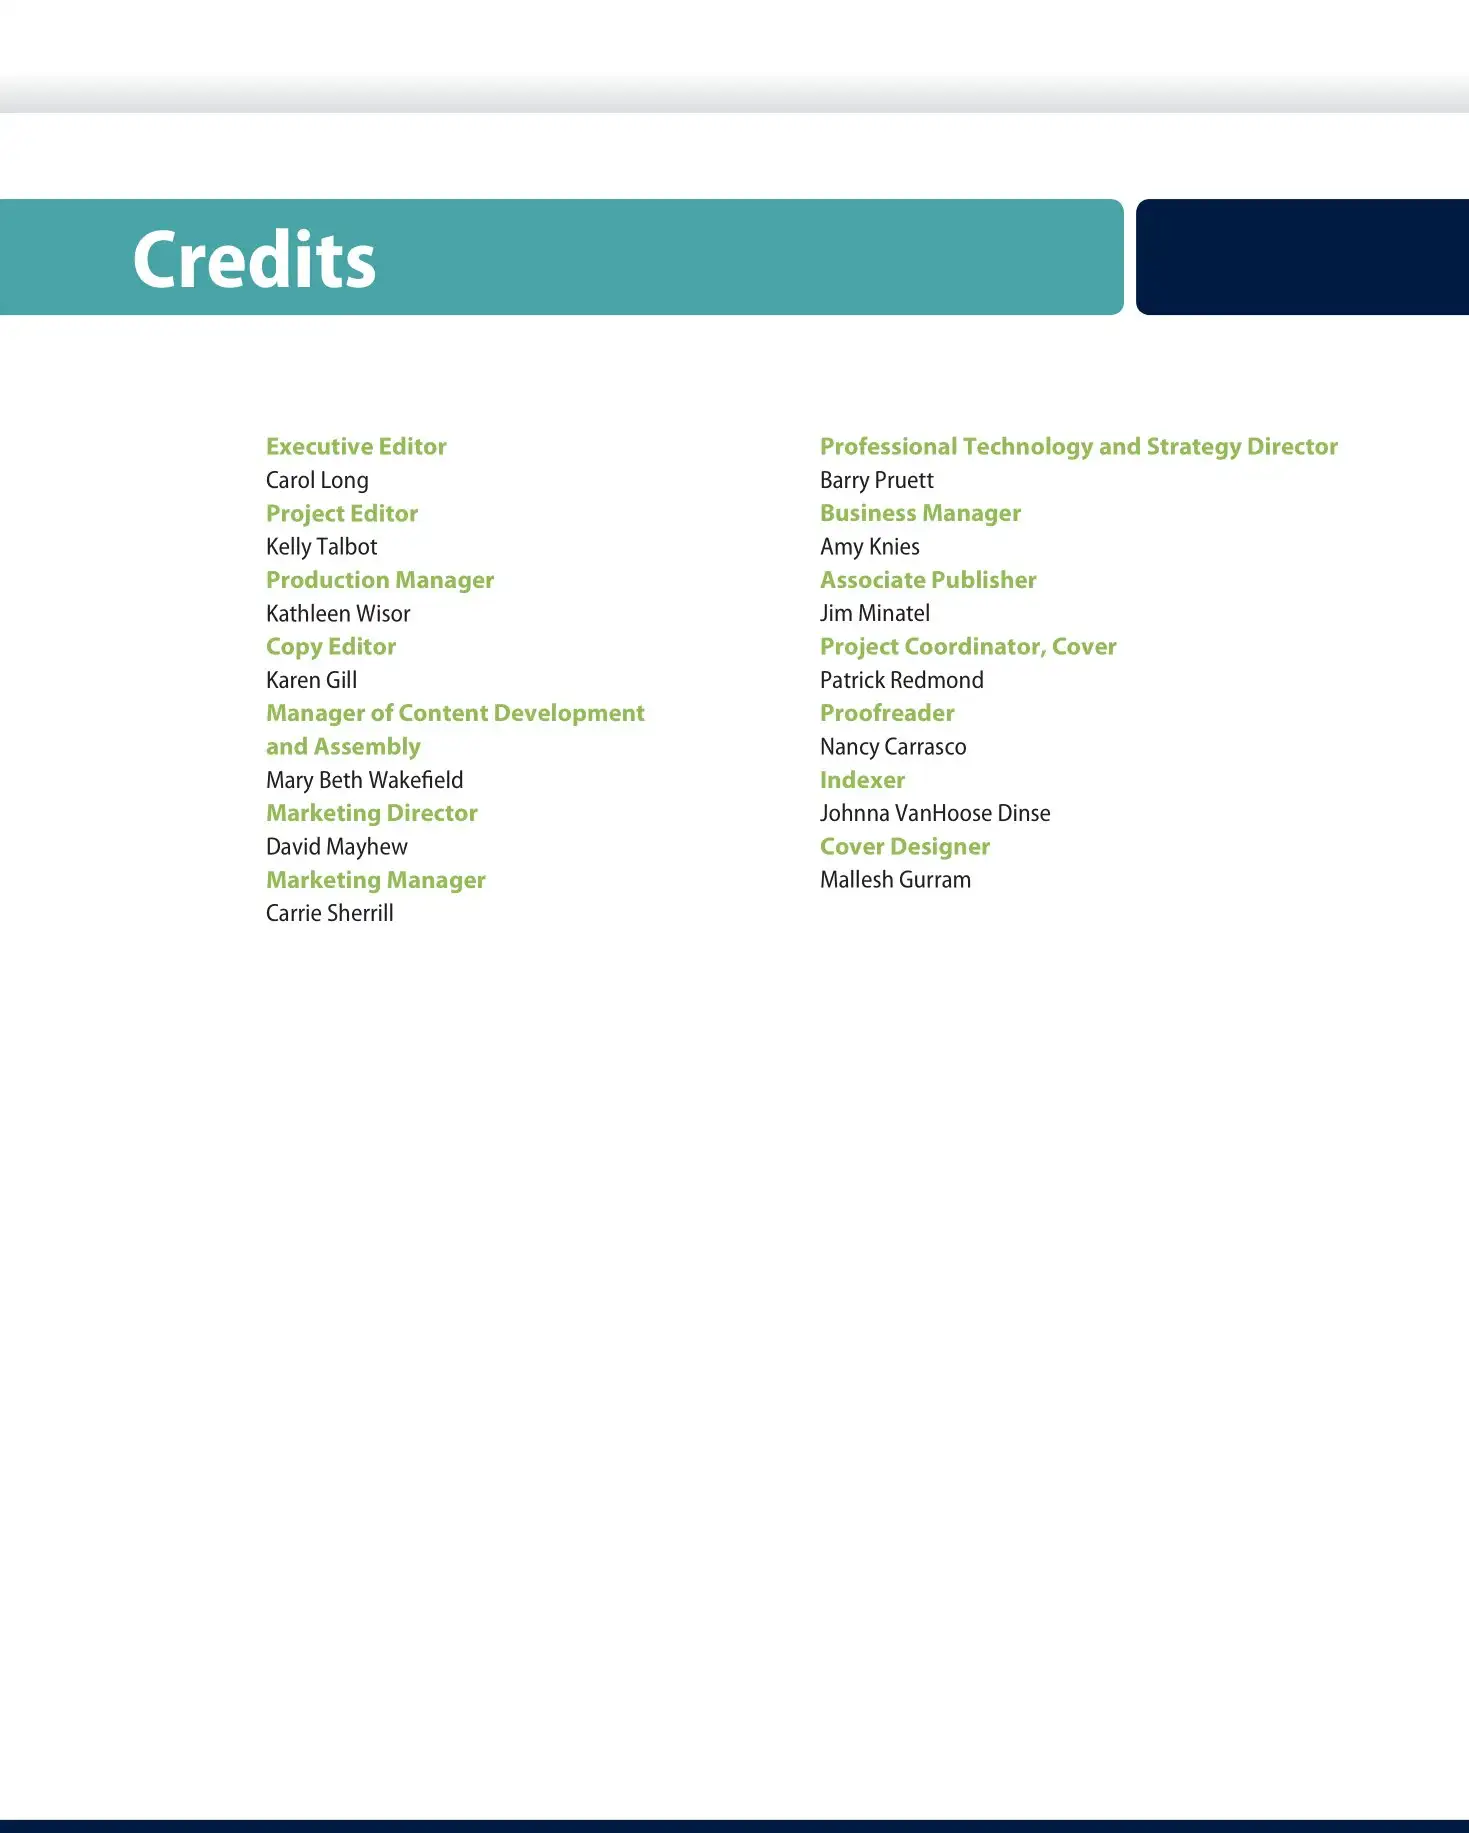 Credits
Executive Editor
Carol Long
Project Editor
Kelly Talbot
Production Manager
Kathleen Wisor
Copy Editor
Karen Gill
Manager of Content Development
and Assembly
Mary Beth Wakefield
Marketing Director
David Mayhew
Marketing Manager
Carrie Sherrill
Professional Technology and Strategy Director
Barry Pruett
Business Manager
Amy Knies
Associate Publisher
Jim Minatel
Project Coordinator, Cover
Patrick Redmond
Proofreader
Nancy Carrasco
Indexer
Johnna VanHoose Dinse
Cover Designer
Mallesh Gurram